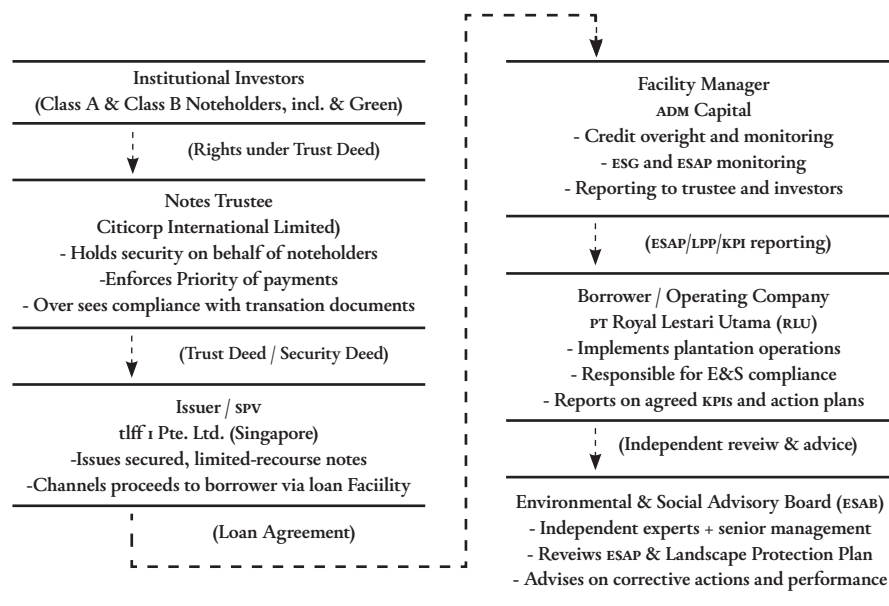 Institutional Investors
(Class A & Class B Noteholders, incl. & Green)
(Rights under Trust Deed)
Notes Trustee
Citicorp International Limited)
- Holds security on behalf of noteholders
-Enforces Priority of payments
- Over sees compliance with transation documents
(Trust Deed / Security Deed)
Issuer / SPV
tlff I Pte. Ltd. (Singapore)
-Issues secured, limited-recourse notes
-Channels proceeds to borrower via loan Faciility
(Loan Agreement)
Facility Manager
ADM Capital
- Credit overight and monitoring
- ESG and ESAP monitoring
- Reporting to trustee and investors
(ESAP/LPP/KPI reporting)
Borrower / Operating Company
PT Royal Lestari Utama (RLU)
- Implements plantation operations
- Responsible for E&S compliance
- Reports on agreed KPIs and action plans
(Independent reveiw & advice)
Environmental & Social Advisory Board (ESAB)
- Independent experts + senior management
- Reveiws ESAP & Landscape Protection Plan
- Advises on corrective actions and performance